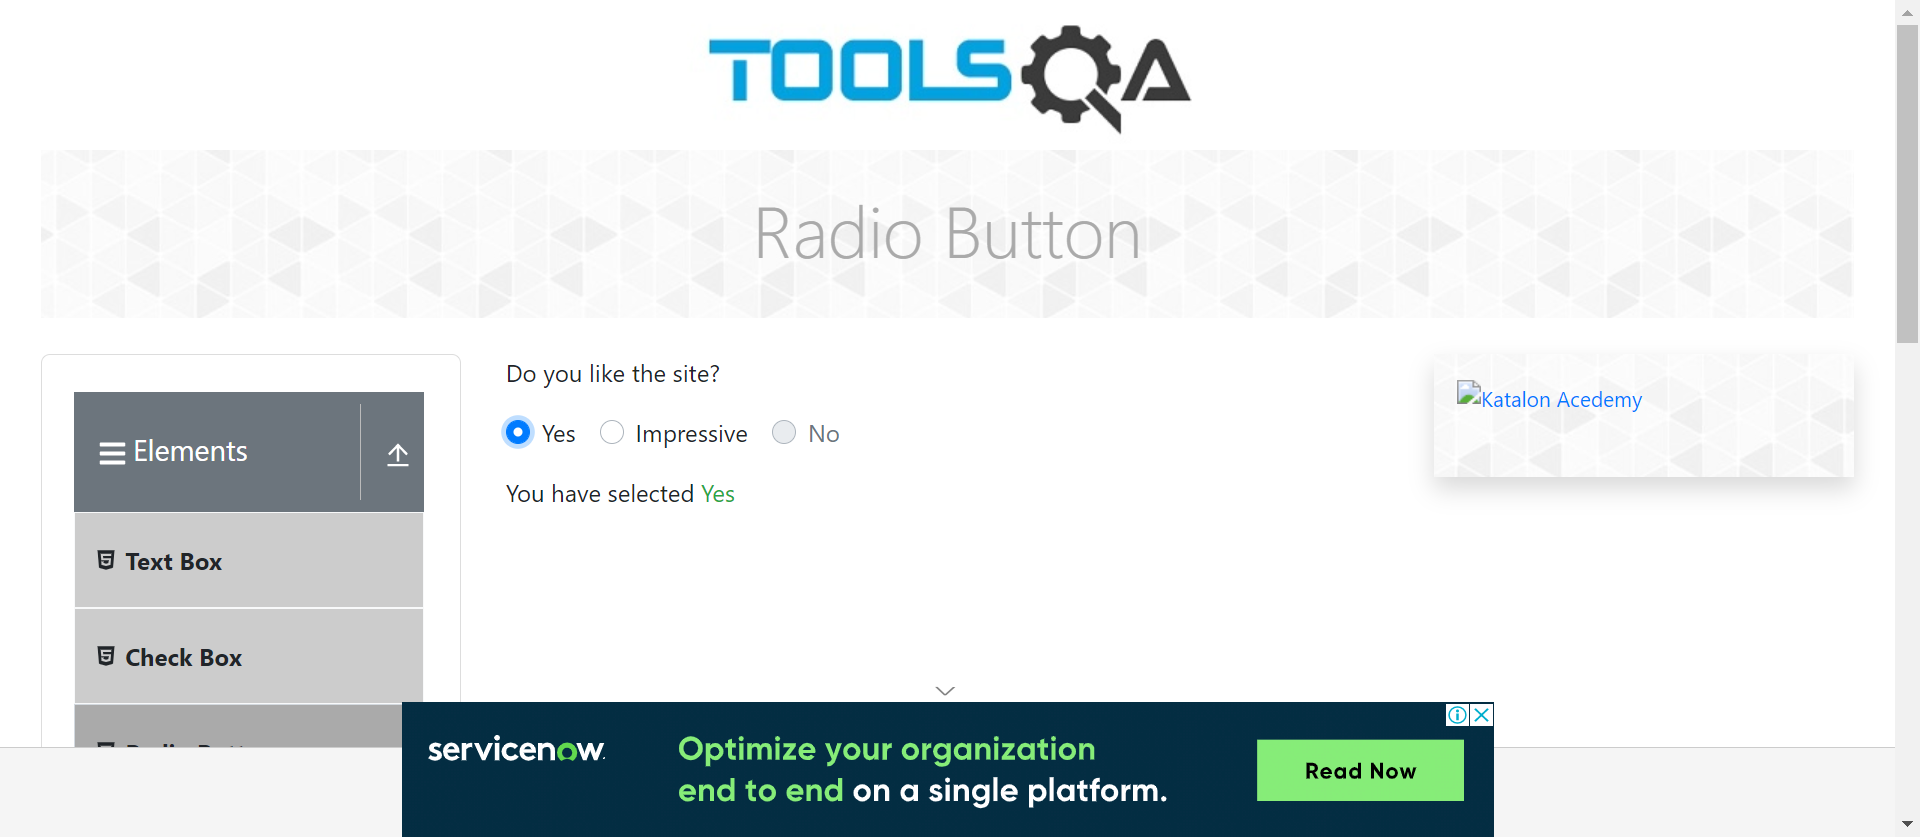 TOOLSQA
Radio Button
Elements
Text Box
Check Box
Do you like the site?
Yes
Impressive
No
You have selected Yes
Katalon Acedemy
servicenow.
Optimize your organization
end to end on a single platform.
Read Now